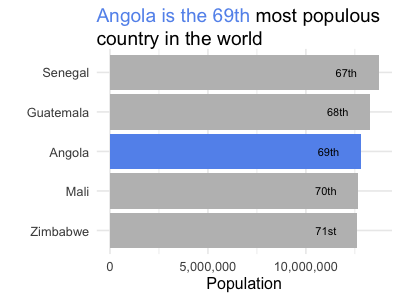 Angola is the 69th most populous
country in the world
Senegal 67th
Guatemala 68th
Angola 69th
Mali 70th
Zimbabwe 71st
0 5,000,000 10,000,000
Population